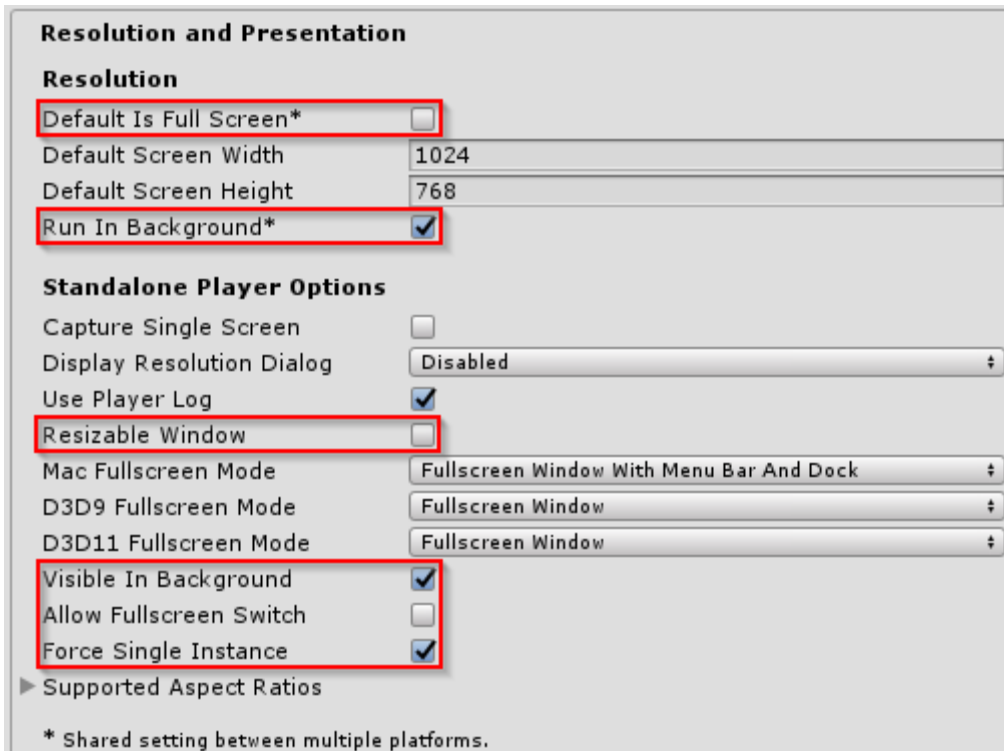 Resolution and Presentation
Resolution
Default Is Full Screen*
Default Screen Width 1024
Default Screen Height 768
Run In Background*
Standalone Player Options
Capture Single Screen
Display Resolution Dialog Disabled
Use Player Log
Resizable Window
Mac Fullscreen Mode Fullscreen Window With Menu Bar And Dock
D3D9 Fullscreen Mode Fullscreen Window
D3D11 Fullscreen Mode Fullscreen Window
Visible In Background
Allow Fullscreen Switch
Force Single Instance
Supported Aspect Ratios
* Shared setting between multiple platforms.